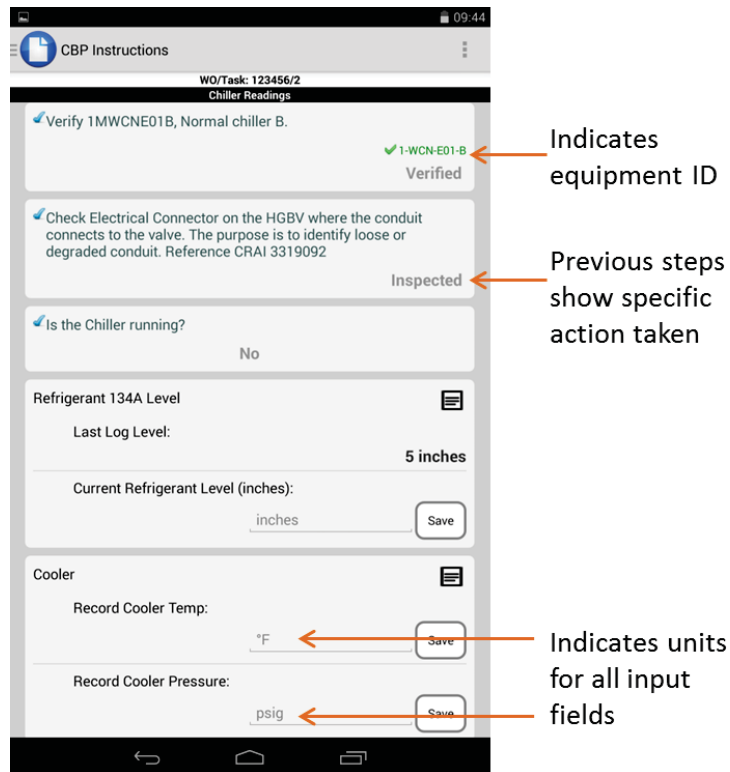 09:44
CBP Instructions
WO/Task: 123456/2
Chiller Readings
Verify 1MWCNE01B, Normal chiller B.
1-WCN-E01-B
Verified
Indicates
equipment ID
Check Electrical Connector on the HGBV where the conduit
connects to the valve. The purpose is to identify loose or
degraded conduit. Reference CRAI 3319092
Inspected
Previous steps
show specific
action taken
Is the Chiller running?
No
Refrigerant 134A Level
Last Log Level:
5 inches
Current Refrigerant Level (inches):
inches
Save
Cooler
Record Cooler Temp:
°F
Save
Record Cooler Pressure:
psig
Save
Indicates units
for all input
fields